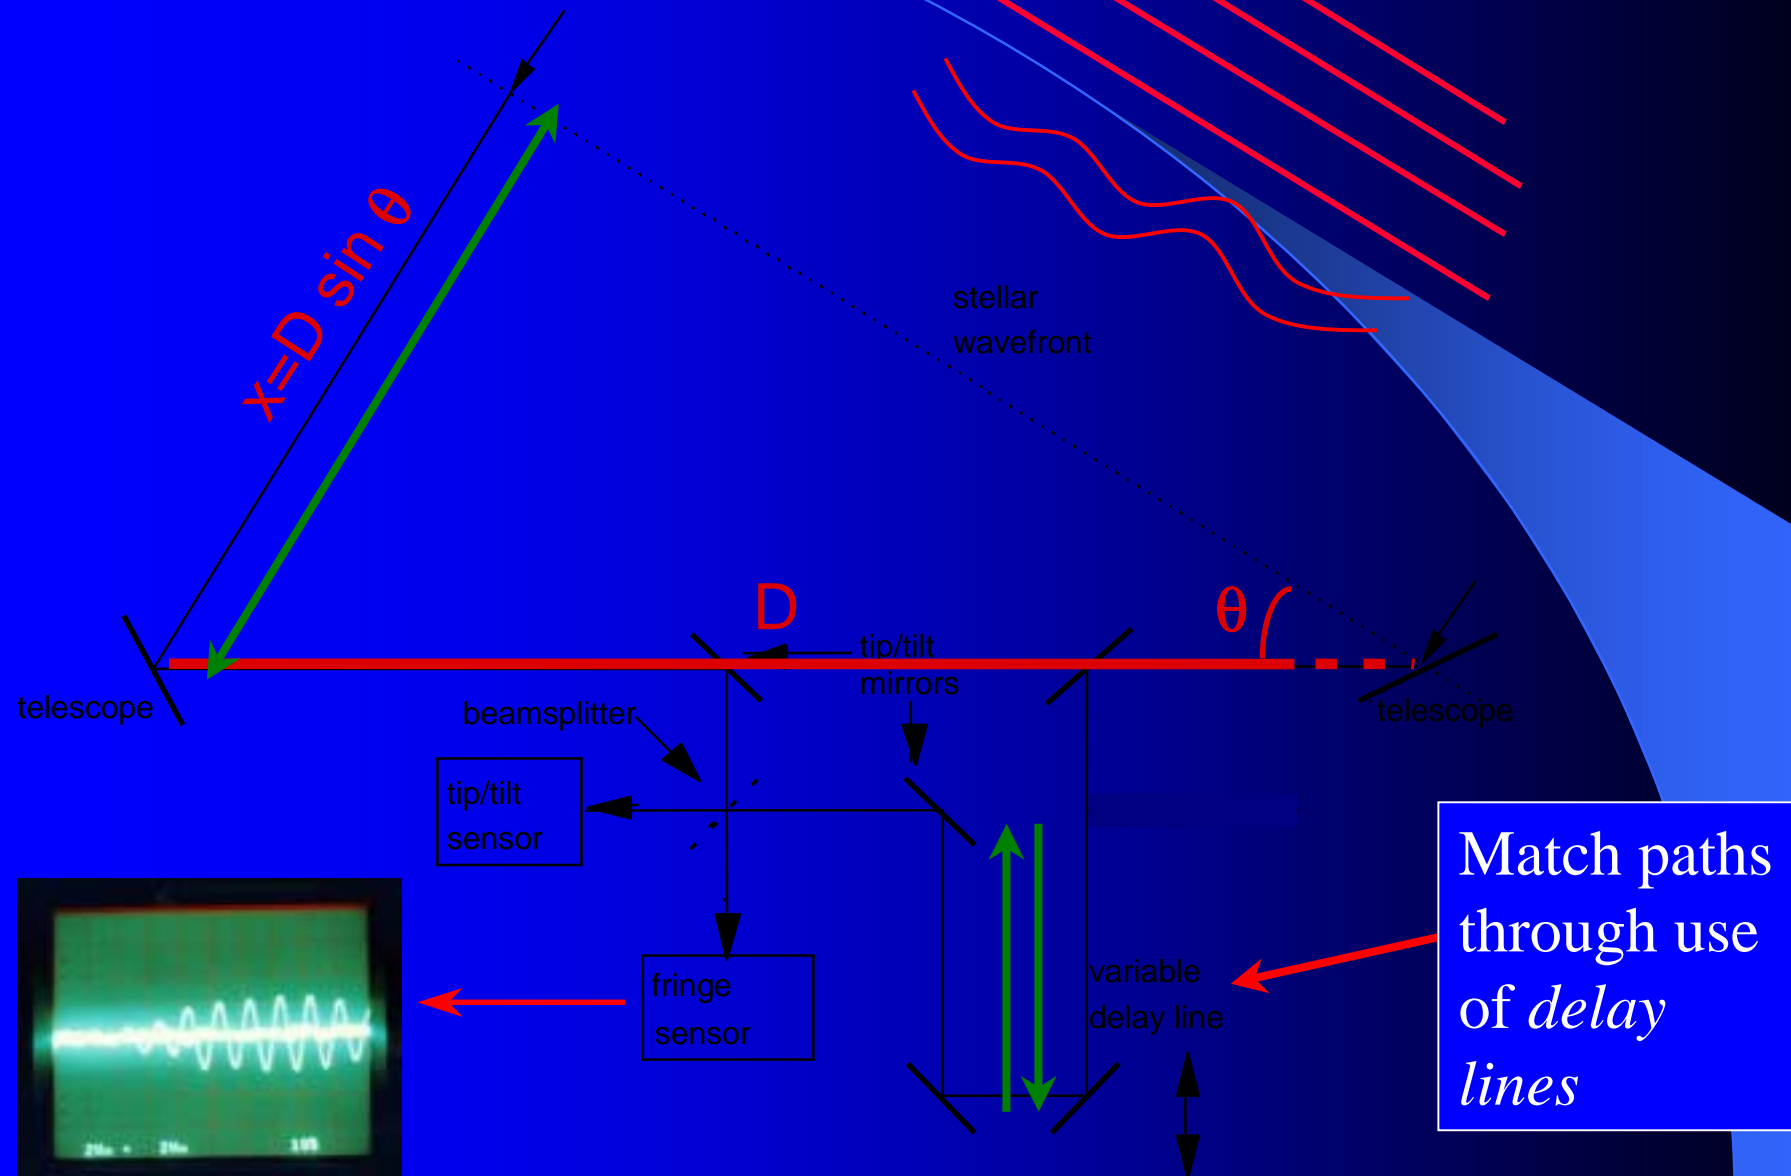 x=D sin θ
stellar
wavefront
D
θ
tip/tilt
mirrors
telescope
telescope
beamsplitter
tip/tilt
sensor
fringe
sensor
variable
delay line
Match paths
through use
of delay
lines